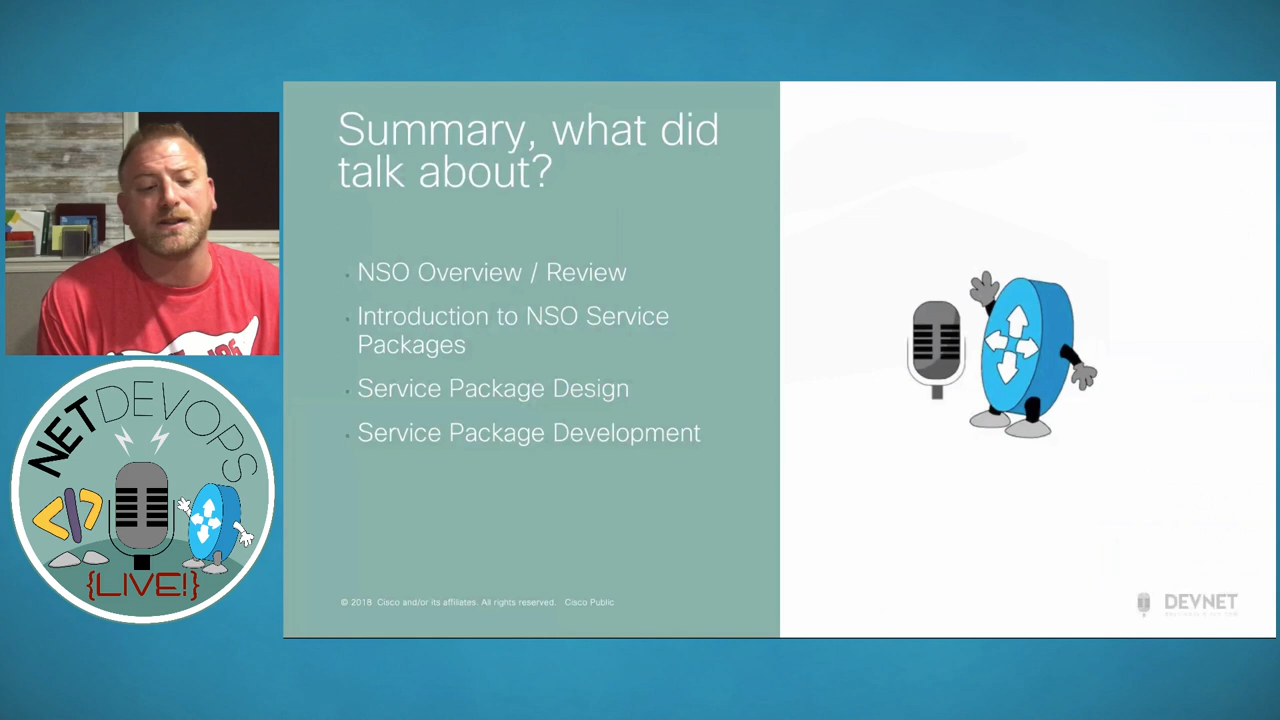 Summary, what did
talk about?
NSO Overview / Review
Introduction to NSO Service
Packages
Service Package Design
Service Package Development
© 2018 Cisco and/or its affiliates. All rights reserved. Cisco Public
DEVNET
NETDEVOPS
{LIVE!}